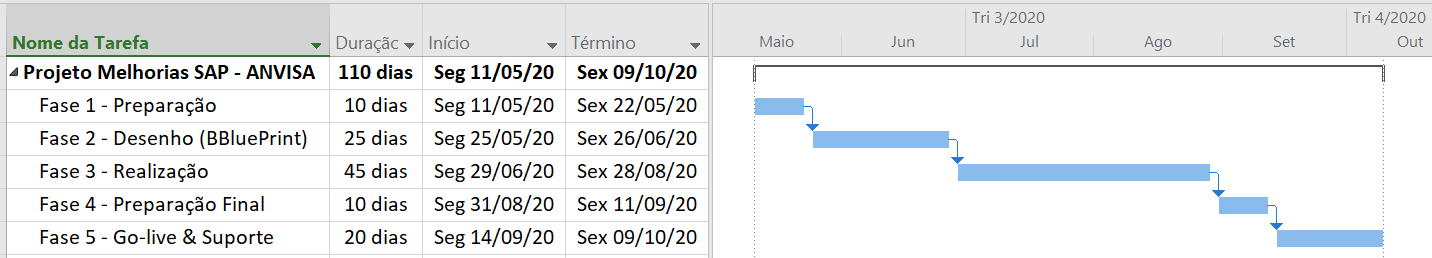 Tri 3/2020 Tri 4/2020
Nome da Tarefa Duraçãc Início Término Maio Jun Jul Ago Set Out
Projeto Melhorias SAP - ANVISA 110 dias Seg 11/05/20 Sex 09/10/20
Fase 1 - Preparação 10 dias Seg 11/05/20 Sex 22/05/20
Fase 2 - Desenho (BBluePrint) 25 dias Seg 25/05/20 Sex 26/06/20
Fase 3 - Realização 45 dias Seg 29/06/20 Sex 28/08/20
Fase 4 - Preparação Final 10 dias Seg 31/08/20 Sex 11/09/20
Fase 5 - Go-live & Suporte 20 dias Seg 14/09/20 Sex 09/10/20